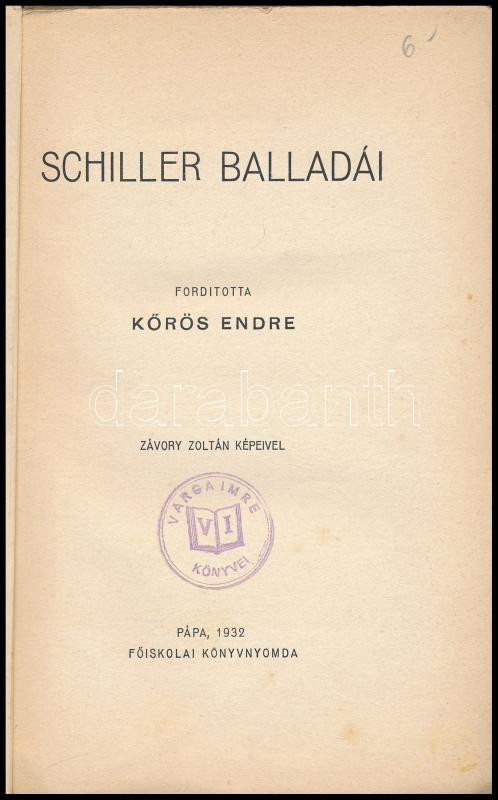 6
SCHILLER BALLADÁI
FORDITOTTA
KŐRÖS ENDRE
darabanth
ZÁVORY ZOLTÁN KÉPEIVEL
VARGA IMRE
VI
KÖNYVEI
PÁPA, 1932
FŐISKOLAI KÖNYVNYOMDA